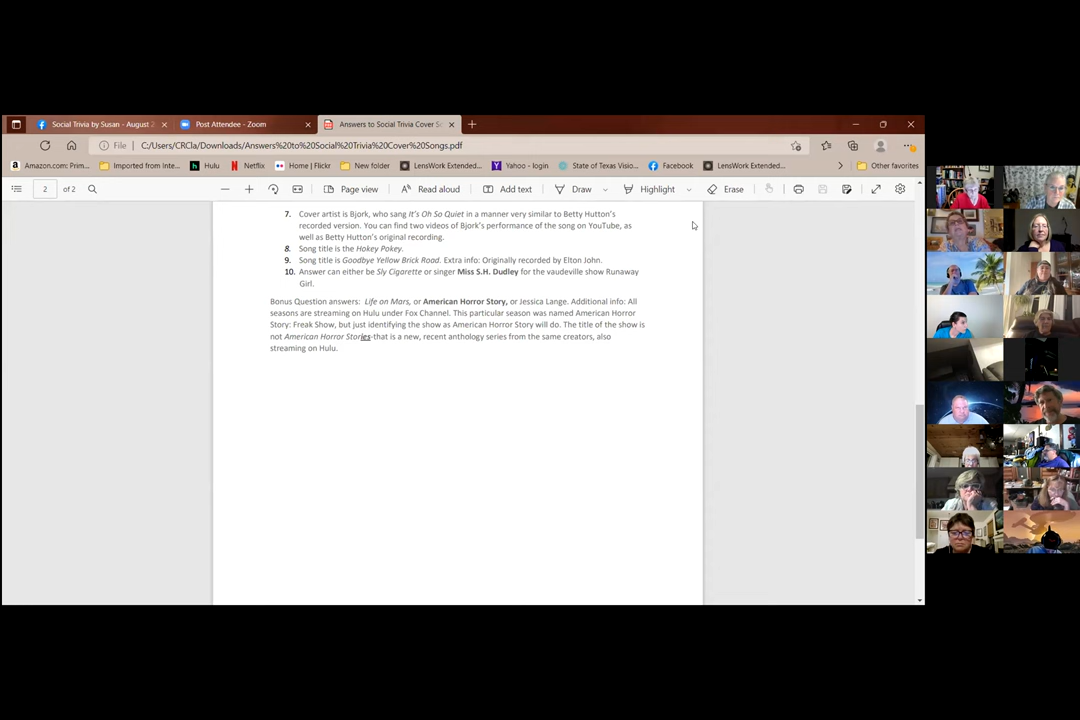 Social Trivia by Susan - August 2
Post Attendee - Zoom
Answers to Social Trivia Cover So
File
C:/Users/CRCla/Downloads/Answers%20to%20Social%20Trivia%20Cover%20Songs.pdf
Amazon.com: Prim...
Imported from Inte...
Hulu
Netflix
Home | Flickr
New folder
LensWork Extended...
Yahoo - login
State of Texas Visio...
Facebook
LensWork Extended...
Other favorites
2 of 2
Page view
Read aloud
Add text
Draw
Highlight
Erase
7. Cover artist is Bjork, who sang It's Oh So Quiet in a manner very similar to Betty Hutton's
recorded version. You can find two videos of Bjork's performance of the song on YouTube, as
well as Betty Hutton's original recording.
8. Song title is the Hokey Pokey.
9. Song title is Goodbye Yellow Brick Road. Extra info: Originally recorded by Elton John.
10. Answer can either be Sly Cigarette or singer Miss S.H. Dudley for the vaudeville show Runaway
Girl.
Bonus Question answers: Life on Mars, or American Horror Story, or Jessica Lange. Additional info: All
seasons are streaming on Hulu under Fox Channel. This particular season was named American Horror
Story: Freak Show, but just identifying the show as American Horror Story will do. The title of the show is
not American Horror Stories-that is a new, recent anthology series from the same creators, also
streaming on Hulu.